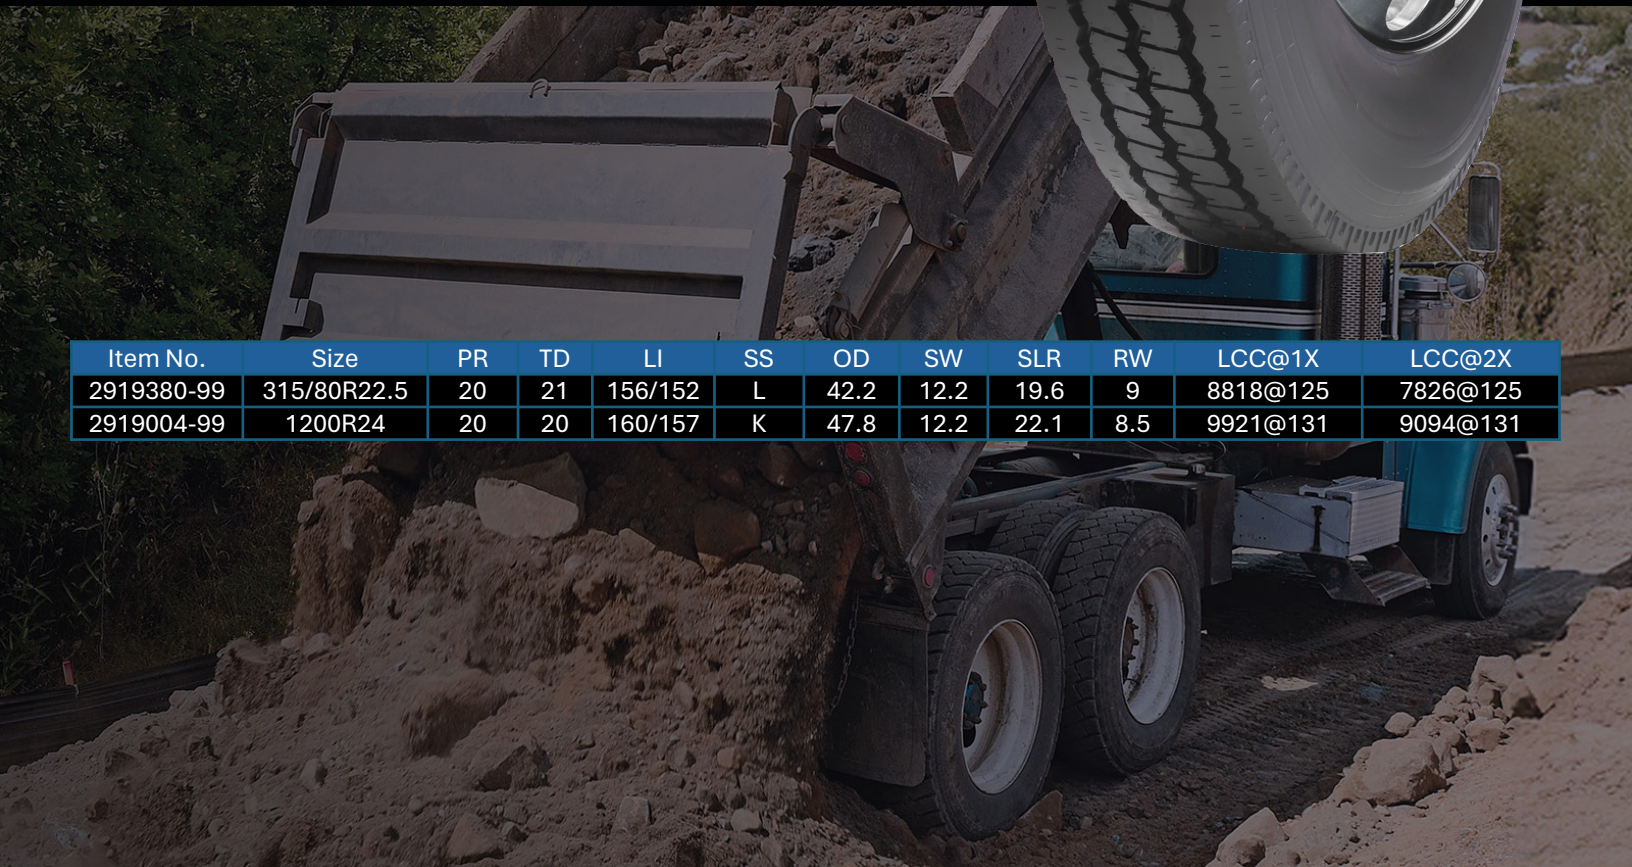 Item No. Size PR TD LI SS OD SW SLR RW LCC@1X LCC@2X
2919380-99 315/80R22.5 20 21 156/152 L 42.2 12.2 19.6 9 8818@125 7826@125
2919004-99 1200R24 20 20 160/157 K 47.8 12.2 22.1 8.5 9921@131 9094@131